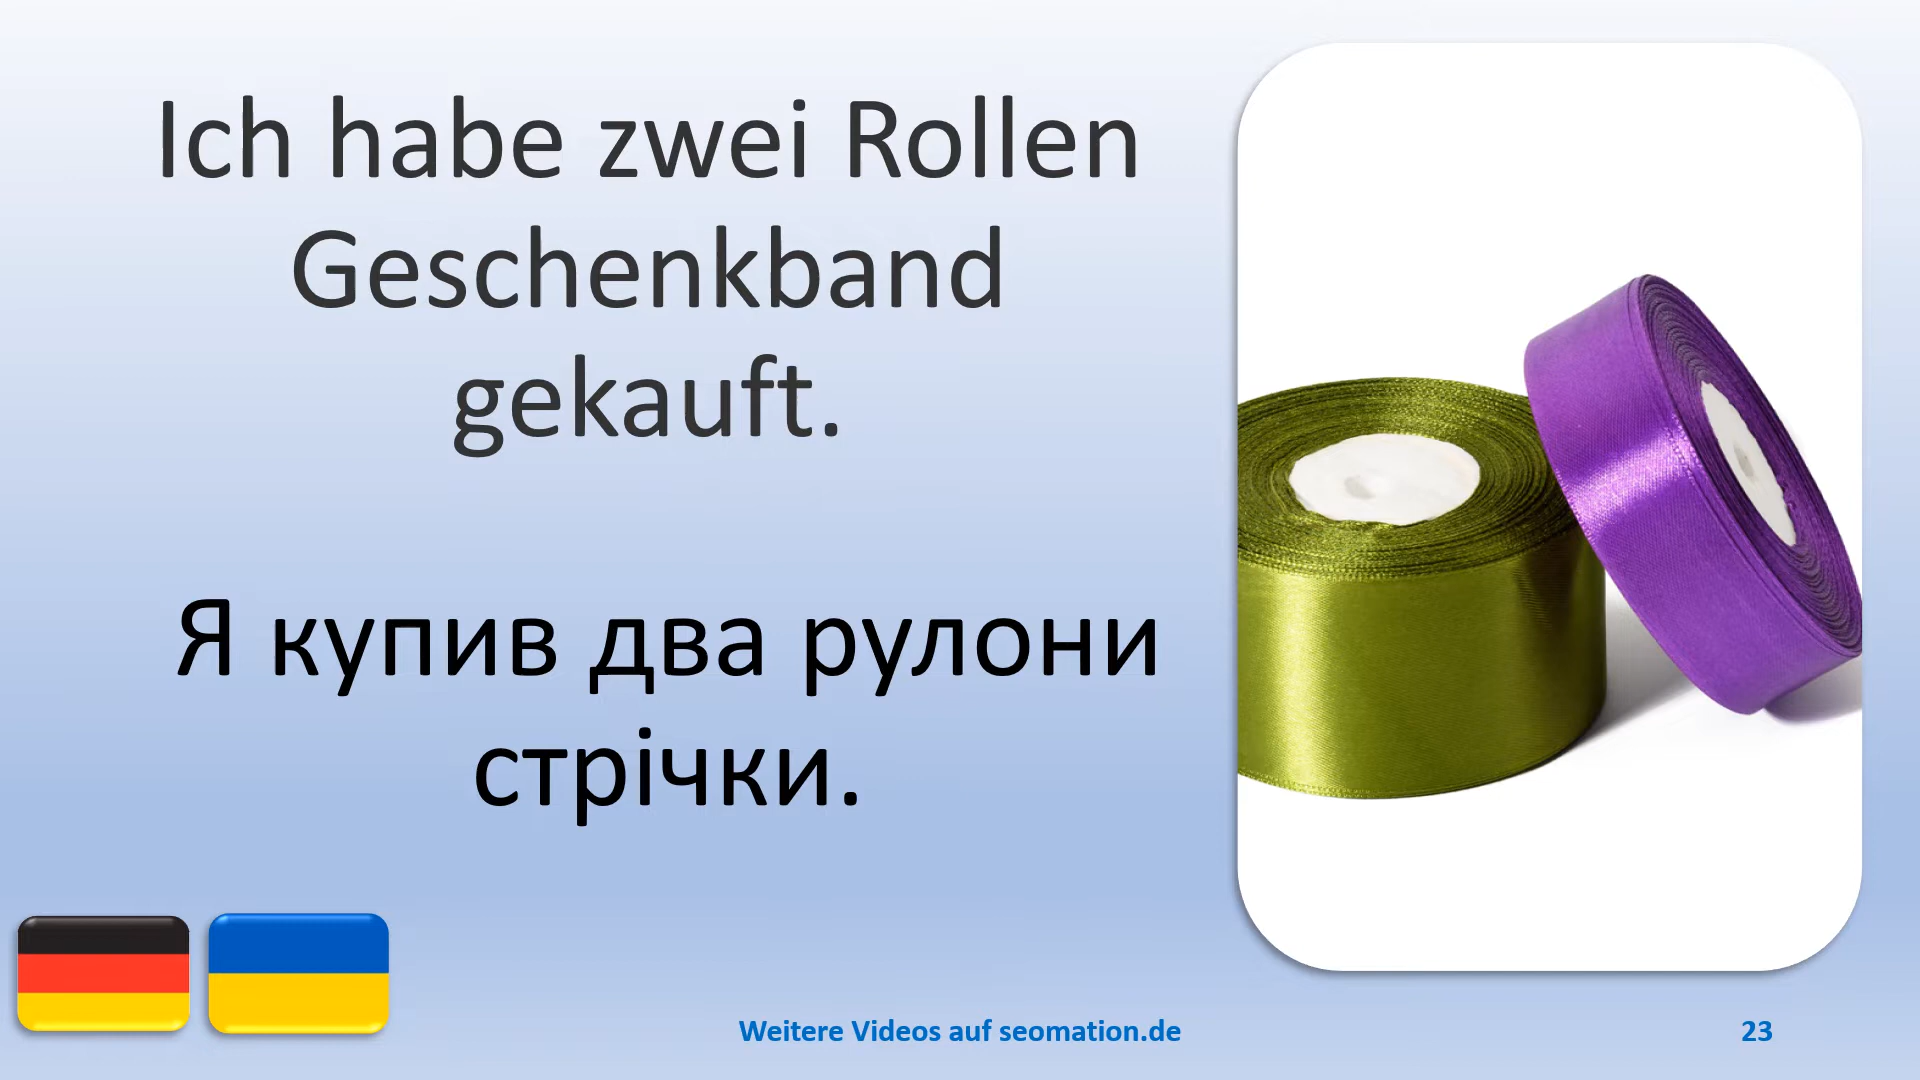 Ich habe zwei Rollen
Geschenkband
gekauft.
Я купив два рулони
стрічки.
Weitere Videos auf seomation.de
23